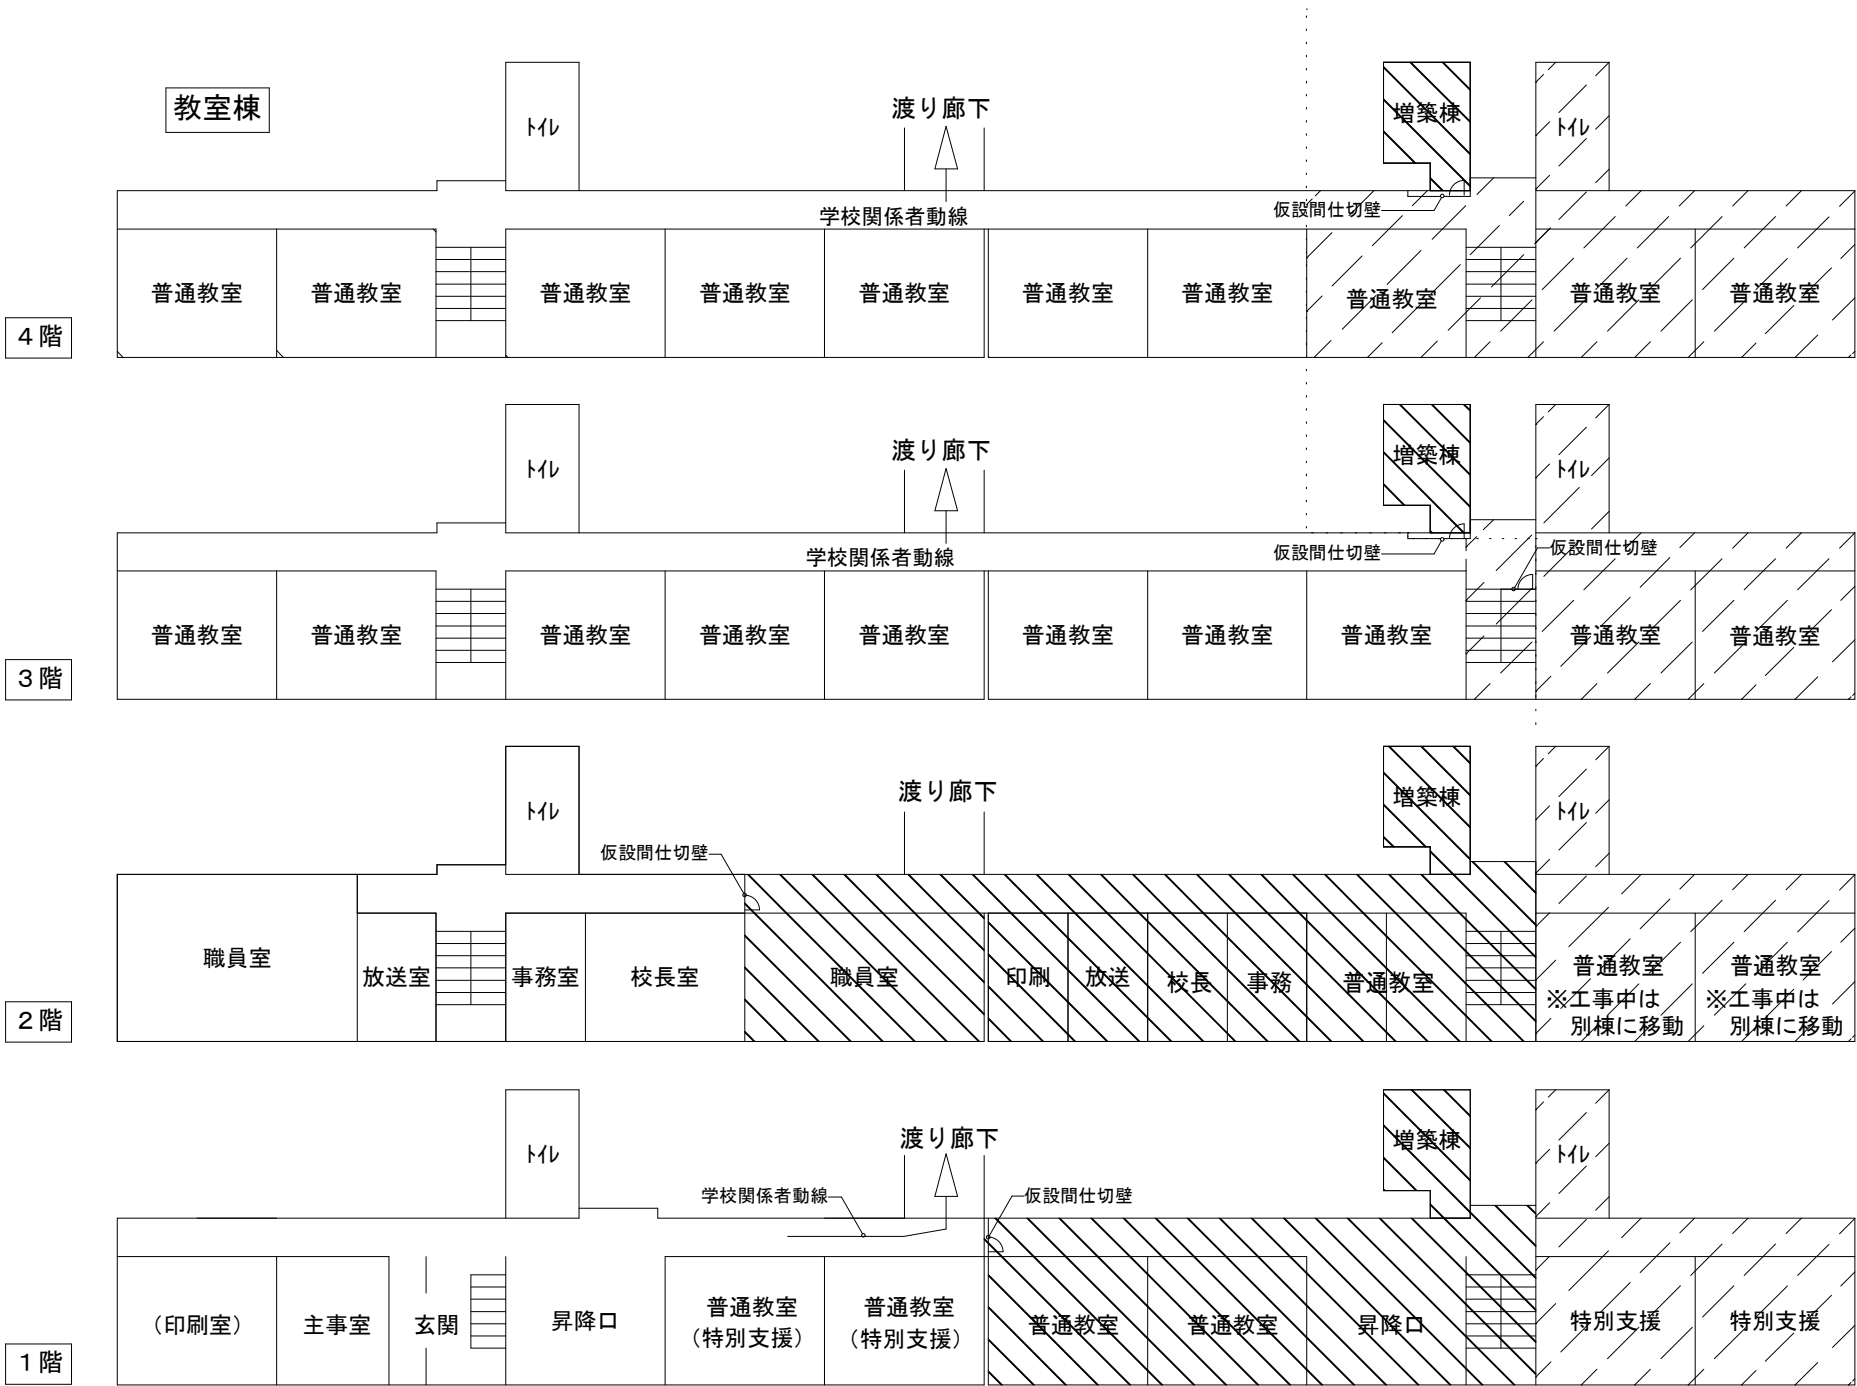 教室棟
ﾄｲﾚ
渡り廊下
増築棟
ﾄｲﾚ
学校関係者動線
仮設間仕切壁
普通教室
普通教室
普通教室
普通教室
普通教室
普通教室
普通教室
普通教室
普通教室
普通教室
4階
ﾄｲﾚ
渡り廊下
増築棟
ﾄｲﾚ
学校関係者動線
仮設間仕切壁
仮設間仕切壁
普通教室
普通教室
普通教室
普通教室
普通教室
普通教室
普通教室
普通教室
普通教室
普通教室
3階
ﾄｲﾚ
渡り廊下
増築棟
ﾄｲﾚ
仮設間仕切壁
職員室
放送室
事務室
校長室
職員室
印刷
放送
校長
事務
普通教室
普通教室
※工事中は
別棟に移動
普通教室
※工事中は
別棟に移動
2階
ﾄｲﾚ
渡り廊下
増築棟
ﾄｲﾚ
学校関係者動線
仮設間仕切壁
（印刷室）
主事室
玄関
昇降口
普通教室
（特別支援）
普通教室
（特別支援）
普通教室
普通教室
昇降口
特別支援
特別支援
1階